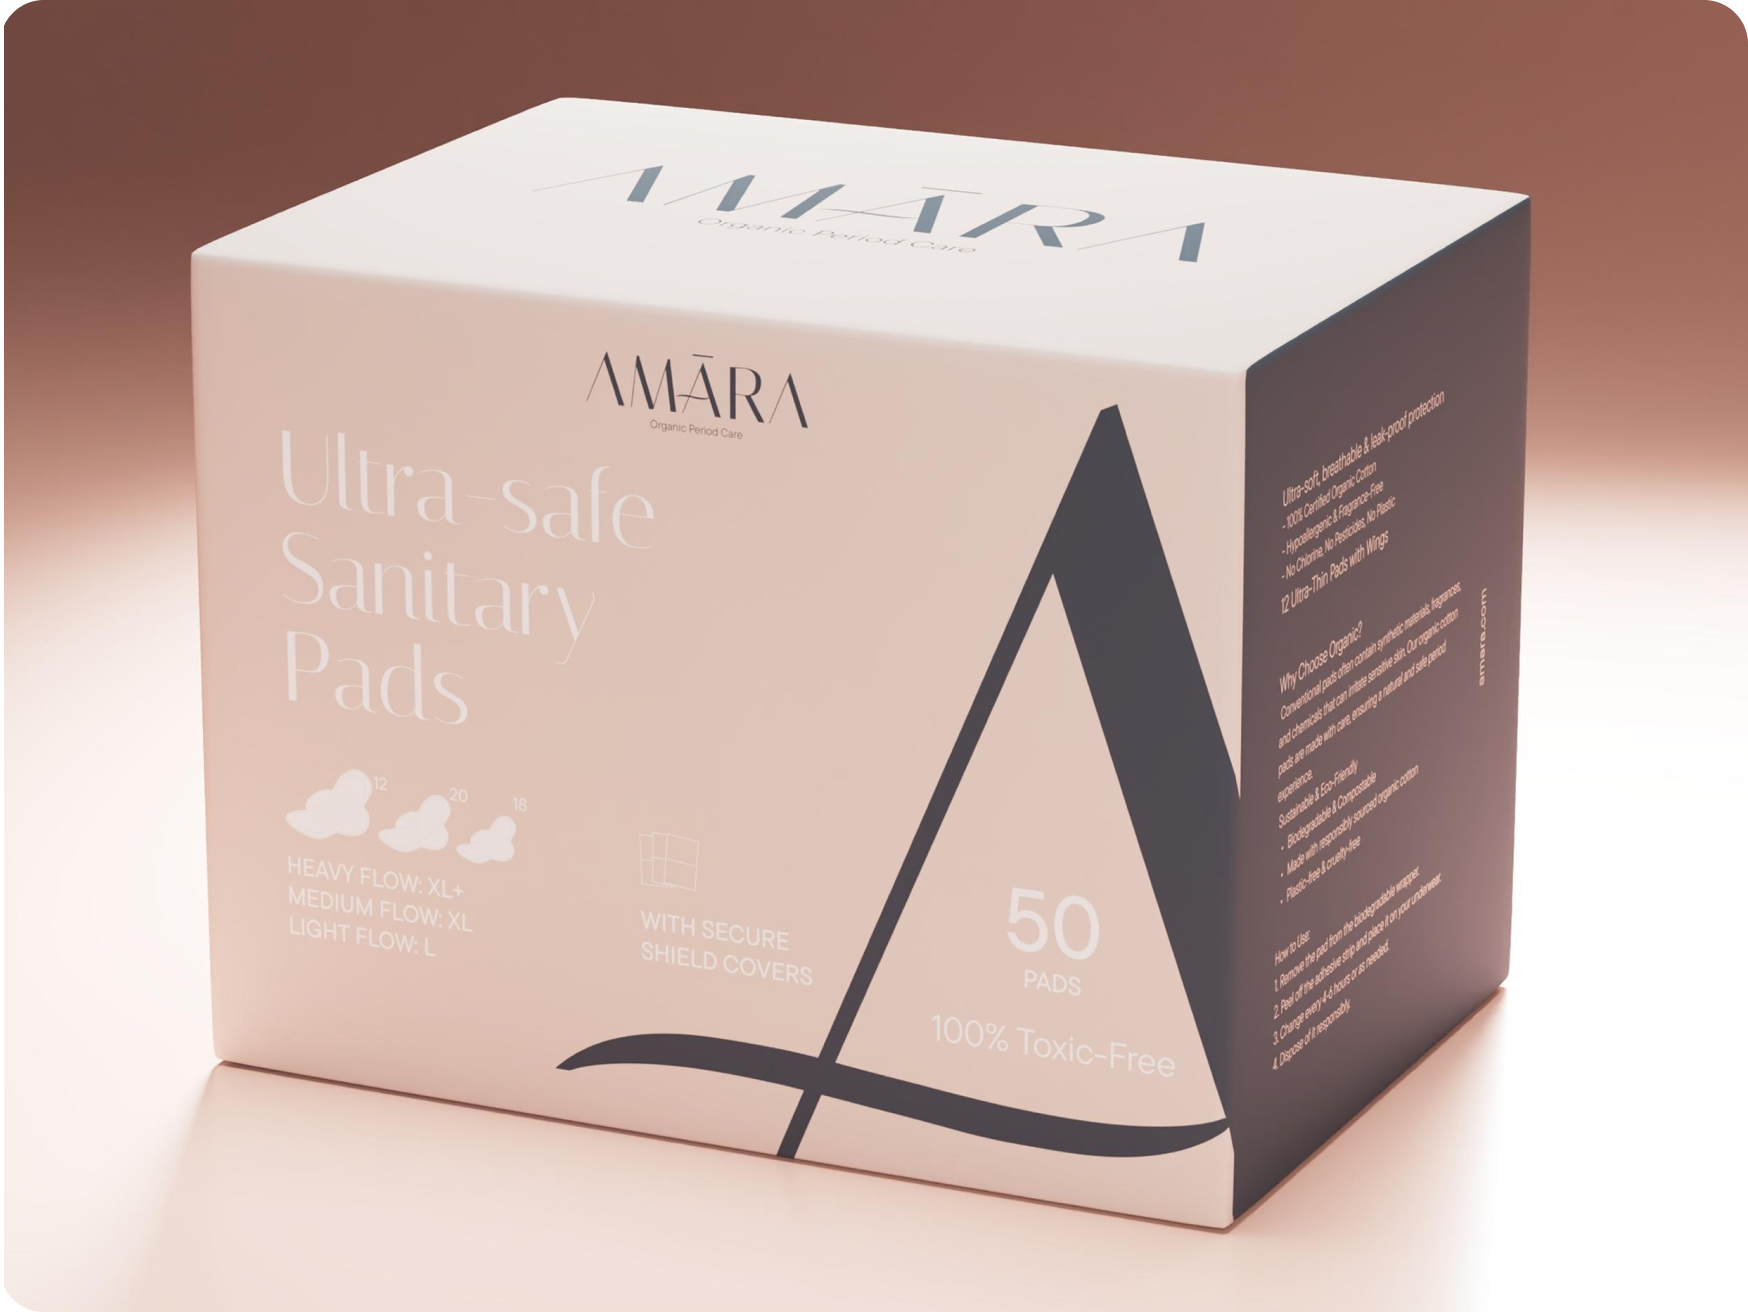 AMĀRA
Organic Period Care
AMĀRA
Organic Period Care
Ultra-safe
Sanitary
Pads
12
20
18
HEAVY FLOW: XL+
MEDIUM FLOW: XL
LIGHT FLOW: L
WITH SECURE
SHIELD COVERS
50
PADS
100% Toxic-Free
Ultra-soft, breathable & leak-proof protection
- 100% Certified Organic Cotton
- Hypoallergenic & Fragrance-Free
- No Chlorine, No Pesticides, No Plastic
12 Ultra-Thin Pads with Wings
Why Choose Organic?
Conventional pads often contain synthetic materials, fragrances,
and chemicals that can irritate sensitive skin. Our organic cotton
pads are made with care, ensuring a natural and safe period
experience.
Sustainable & Eco-Friendly
• Biodegradable & Compostable
• Made with responsibly sourced organic cotton
• Plastic-free & cruelty-free
How to Use:
1. Remove the pad from the biodegradable wrapper.
2. Peel off the adhesive strip and place it on your underwear.
3. Change every 4-6 hours or as needed.
4. Dispose of it responsibly.
amara.com